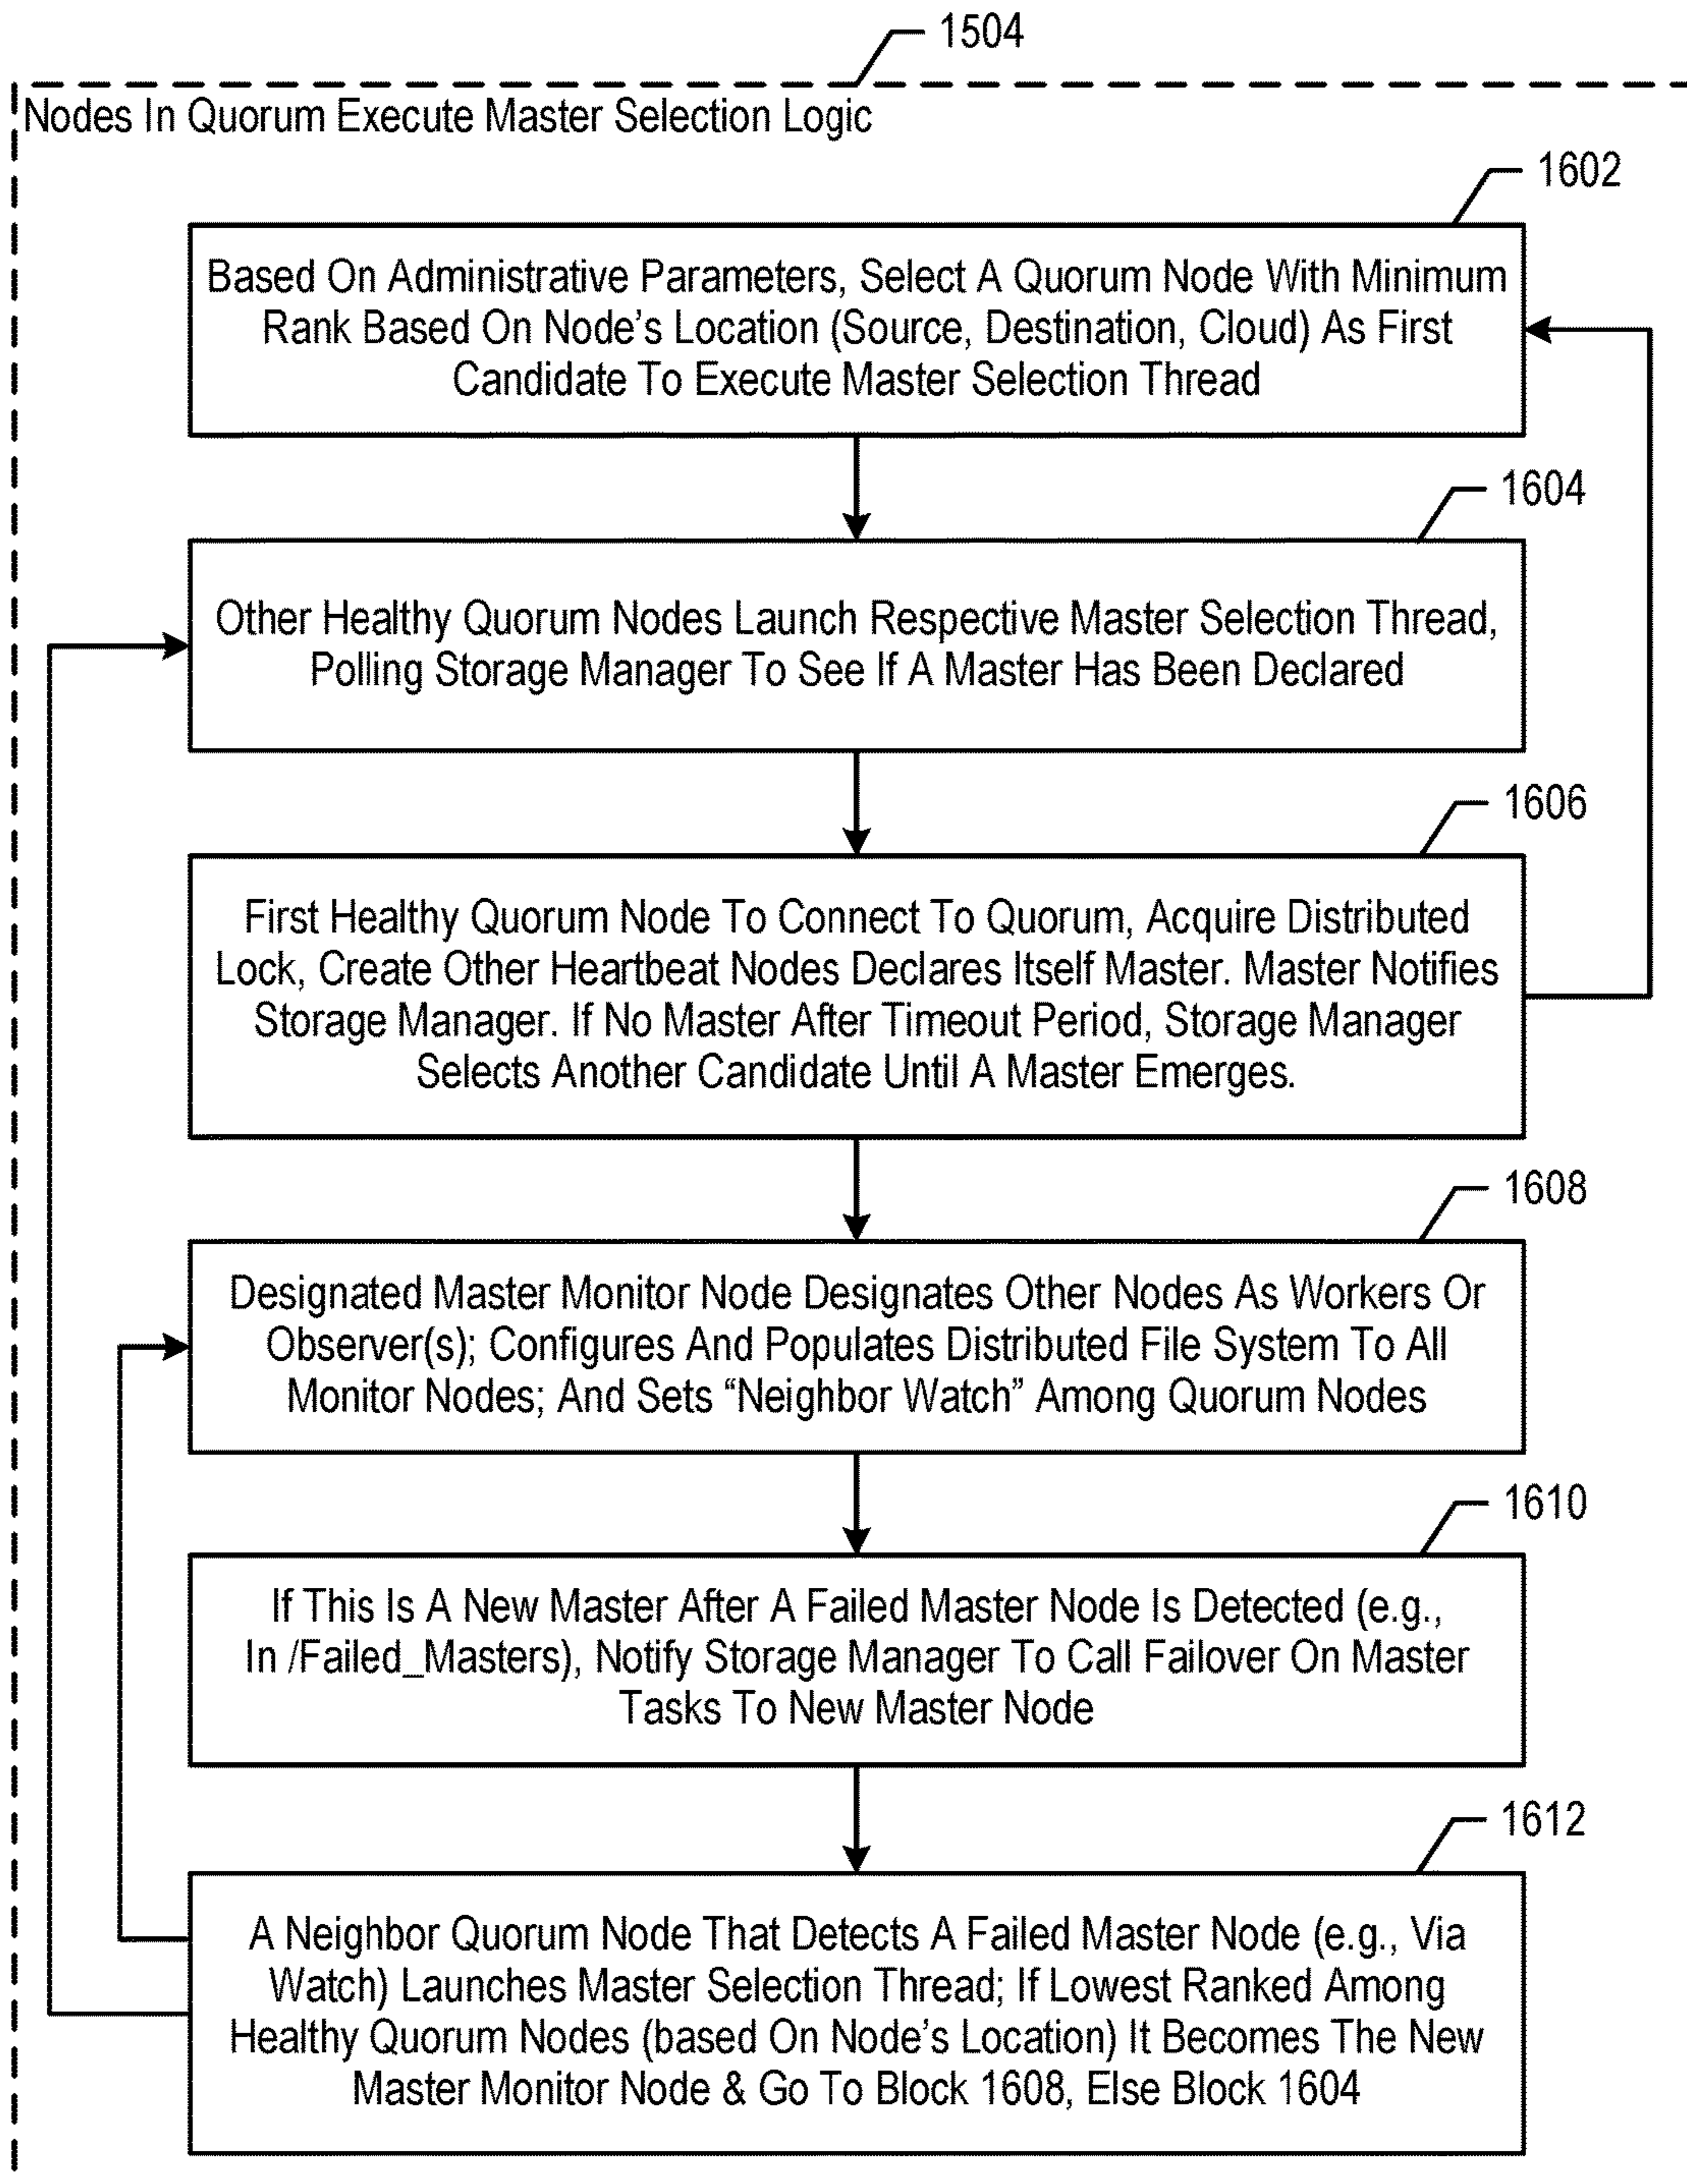 1504
Nodes In Quorum Execute Master Selection Logic
1602
Based On Administrative Parameters, Select A Quorum Node With Minimum
Rank Based On Node's Location (Source, Destination, Cloud) As First
Candidate To Execute Master Selection Thread
1604
Other Healthy Quorum Nodes Launch Respective Master Selection Thread,
Polling Storage Manager To See If A Master Has Been Declared
1606
First Healthy Quorum Node To Connect To Quorum, Acquire Distributed
Lock, Create Other Heartbeat Nodes Declares Itself Master. Master Notifies
Storage Manager. If No Master After Timeout Period, Storage Manager
Selects Another Candidate Until A Master Emerges.
1608
Designated Master Monitor Node Designates Other Nodes As Workers Or
Observer(s); Configures And Populates Distributed File System To All
Monitor Nodes; And Sets “Neighbor Watch” Among Quorum Nodes
1610
If This Is A New Master After A Failed Master Node Is Detected (e.g.,
In /Failed_Masters), Notify Storage Manager To Call Failover On Master
Tasks To New Master Node
1612
A Neighbor Quorum Node That Detects A Failed Master Node (e.g., Via
Watch) Launches Master Selection Thread; If Lowest Ranked Among
Healthy Quorum Nodes (based On Node's Location) It Becomes The New
Master Monitor Node & Go To Block 1608, Else Block 1604